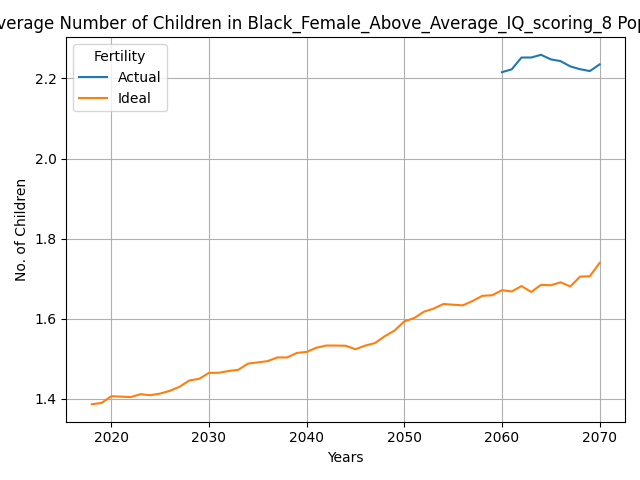 verage Number of Children in Black_Female_Above_Average_IQ_scoring_8 Pop
Fertility
Actual
Ideal
2.2
2.0
1.8
1.6
1.4
No. of Children
2020 2030 2040 2050 2060 2070
Years